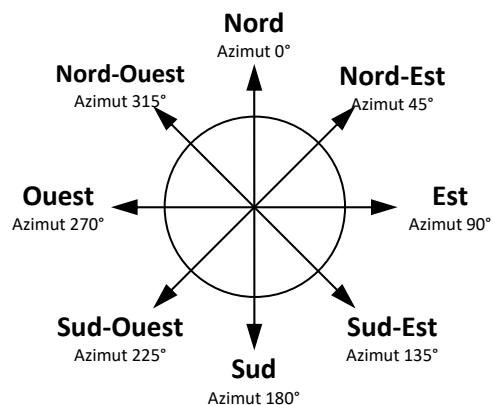 Nord
Azimut 0°
Nord-Ouest
Azimut 315°
Nord-Est
Azimut 45°
Ouest
Azimut 270°
Est
Azimut 90°
Sud-Ouest
Azimut 225°
Sud-Est
Azimut 135°
Sud
Azimut 180°